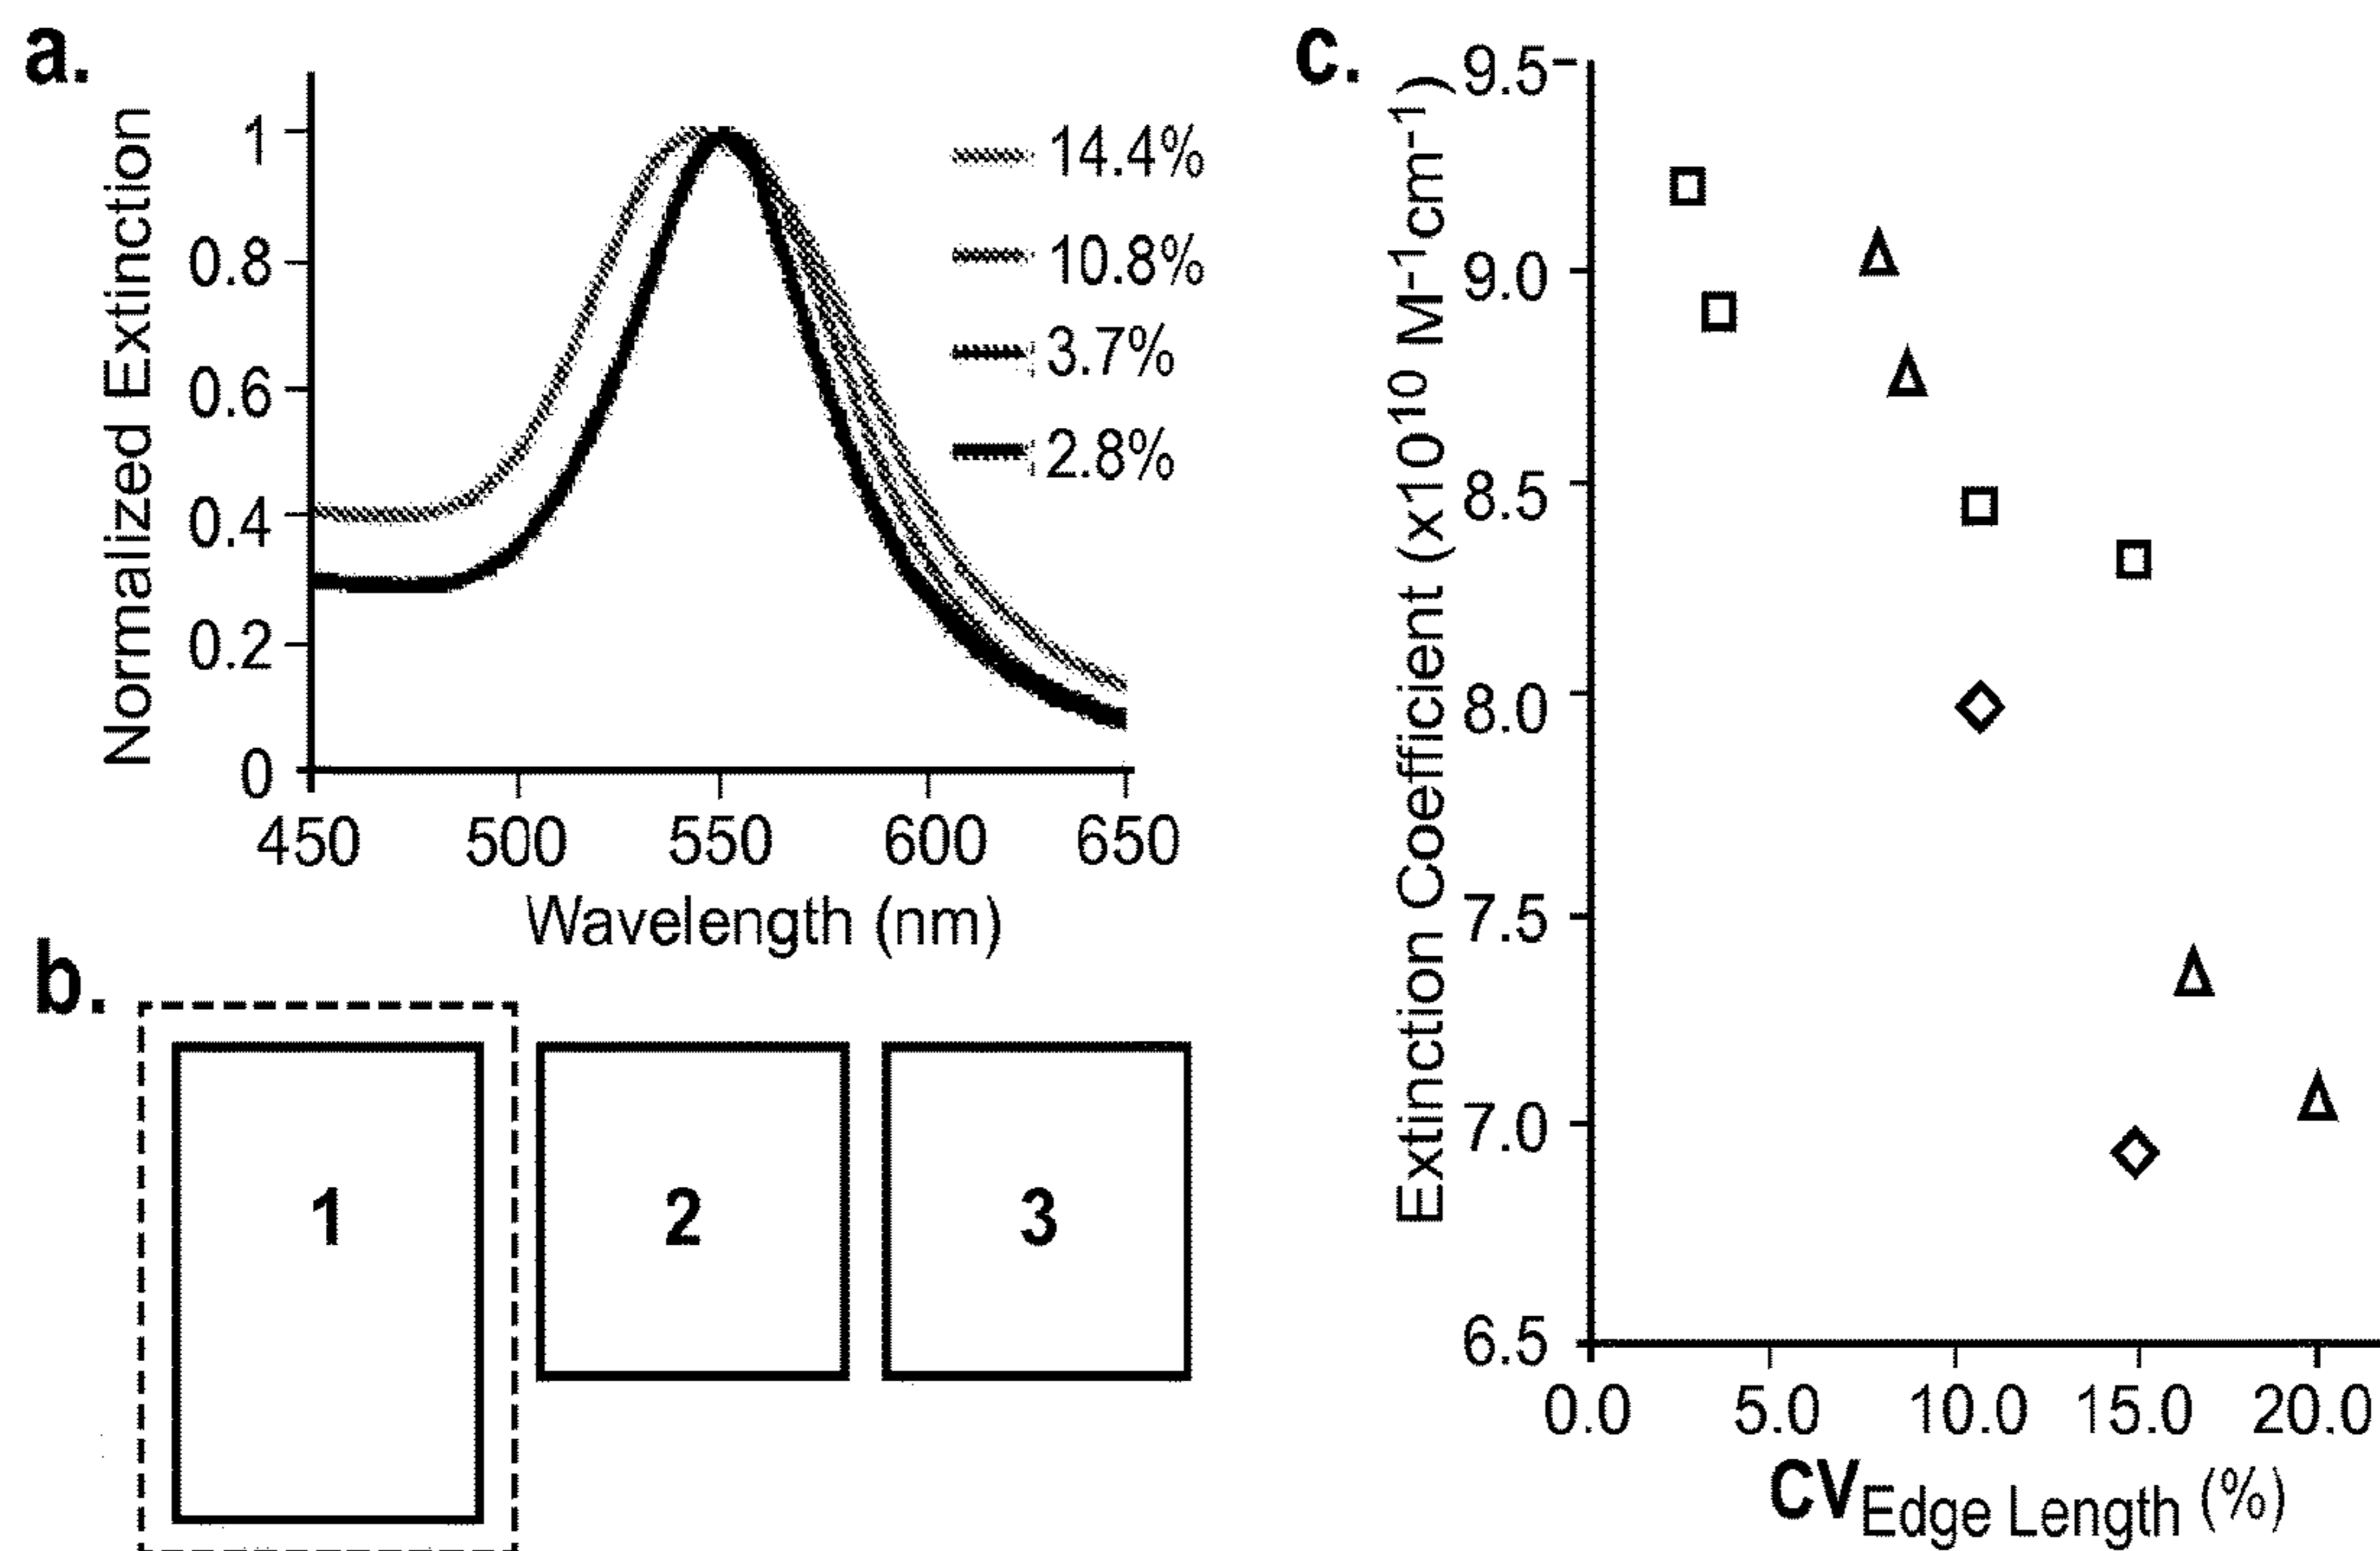 a.
Normalized Extinction
1
0.8
0.6
0.4
0.2
0
450 500 550 600 650
Wavelength (nm)
14.4%
10.8%
3.7%
2.8%
b.
1 2 3
c.
Extinction Coefficient (x10¹⁰ M⁻¹cm⁻¹)
9.5
9.0
8.5
8.0
7.5
7.0
6.5
0.0 5.0 10.0 15.0 20.0
CV Edge Length (%)